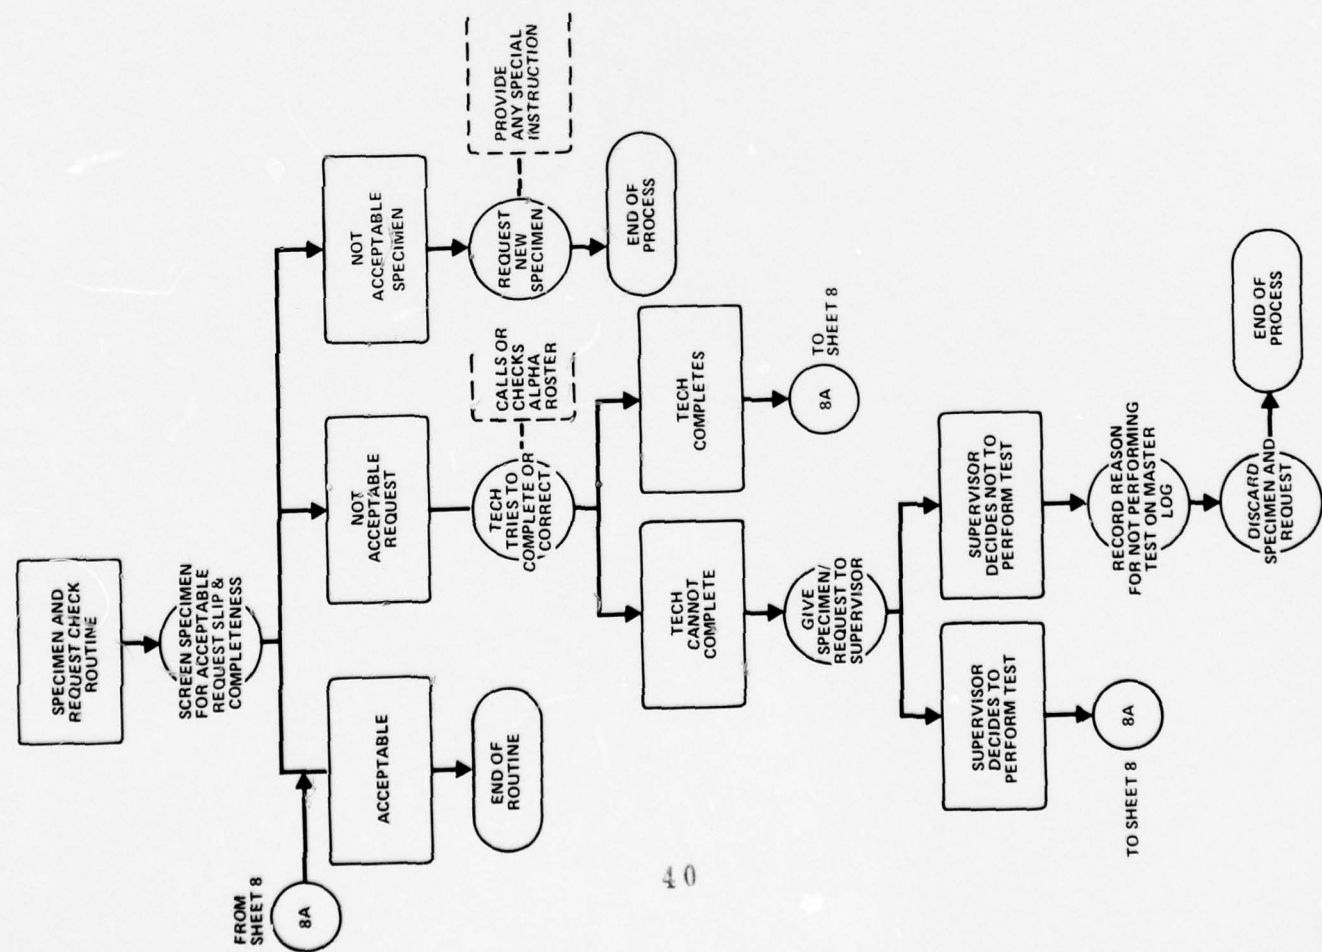 SPECIMEN AND
REQUEST CHECK
ROUTINE
SCREEN SPECIMEN
FOR ACCEPTABLE
REQUEST SLIP &
COMPLETENESS
FROM
SHEET 8
8A
ACCEPTABLE
END OF
ROUTINE
NOT
ACCEPTABLE
REQUEST
TECH
TRIES TO
COMPLETE OR
CORRECT
CALLS OR
CHECKS
ALPHA
ROSTER
NOT
ACCEPTABLE
SPECIMEN
REQUEST
NEW
SPECIMEN
PROVIDE
ANY SPECIAL
INSTRUCTION
END OF
PROCESS
TECH
CANNOT
COMPLETE
TECH
COMPLETES
8A
TO
SHEET 8
GIVE
SPECIMEN/
REQUEST TO
SUPERVISOR
SUPERVISOR
DECIDES TO
PERFORM TEST
8A
TO SHEET 8
SUPERVISOR
DECIDES NOT TO
PERFORM TEST
RECORD REASON
FOR NOT PERFORMING
TEST ON MASTER
LOG
DISCARD
SPECIMEN AND
REQUEST
END OF
PROCESS
40